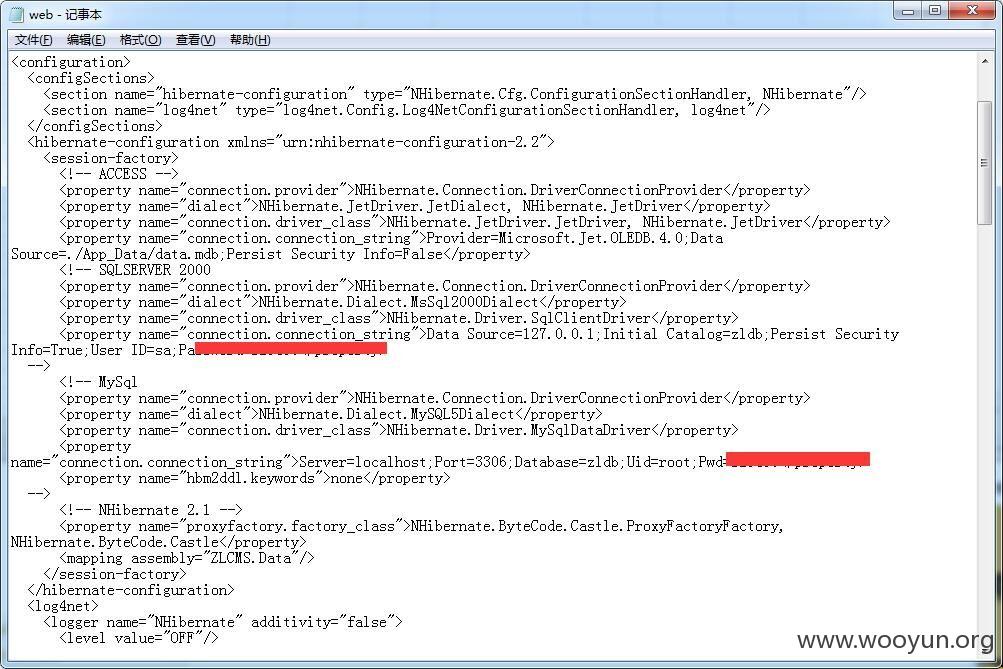 web - 记事本
文件(F) 编辑(E) 格式(O) 查看(V) 帮助(H)
<configuration>
<configSections>
<section name="hibernate-configuration" type="NHibernate.Cfg.ConfigurationSectionHandler, NHibernate"/>
<section name="log4net" type="log4net.Config.Log4NetConfigurationSectionHandler, log4net"/>
</configSections>
<hibernate-configuration xmlns="urn:nhibernate-configuration-2.2">
<session-factory>
<!-- ACCESS -->
<property name="connection.provider">NHibernate.Connection.DriverConnectionProvider</property>
<property name="dialect">NHibernate.JetDriver.JetDialect, NHibernate.JetDriver</property>
<property name="connection.driver_class">NHibernate.JetDriver.JetDriver, NHibernate.JetDriver</property>
<property name="connection.connection_string">Provider=Microsoft.Jet.OLEDB.4.0;Data
Source=./App_Data/data.mdb;Persist Security Info=False</property>
<!-- SQLSERVER 2000
<property name="connection.provider">NHibernate.Connection.DriverConnectionProvider</property>
<property name="dialect">NHibernate.Dialect.MsSql2000Dialect</property>
<property name="connection.driver_class">NHibernate.Driver.SqlClientDriver</property>
<property name="connection.connection_string">Data Source=127.0.0.1;Initial Catalog=zldb;Persist Security
Info=True;User ID=sa;Pa
-->
<!-- MySql
<property name="connection.provider">NHibernate.Connection.DriverConnectionProvider</property>
<property name="dialect">NHibernate.Dialect.MySQL5Dialect</property>
<property name="connection.driver_class">NHibernate.Driver.MySqlDataDriver</property>
<property
name="connection.connection_string">Server=localhost;Port=3306;Database=zldb;Uid=root;Pwd=
<property name="hbm2ddl.keywords">none</property>
-->
<!-- NHibernate 2.1 -->
<property name="proxyfactory.factory_class">NHibernate.ByteCode.Castle.ProxyFactoryFactory,
NHibernate.ByteCode.Castle</property>
<mapping assembly="ZLCMS.Data"/>
</session-factory>
</hibernate-configuration>
<log4net>
<logger name="NHibernate" additivity="false">
<level value="OFF"/>
www.wooyun.org